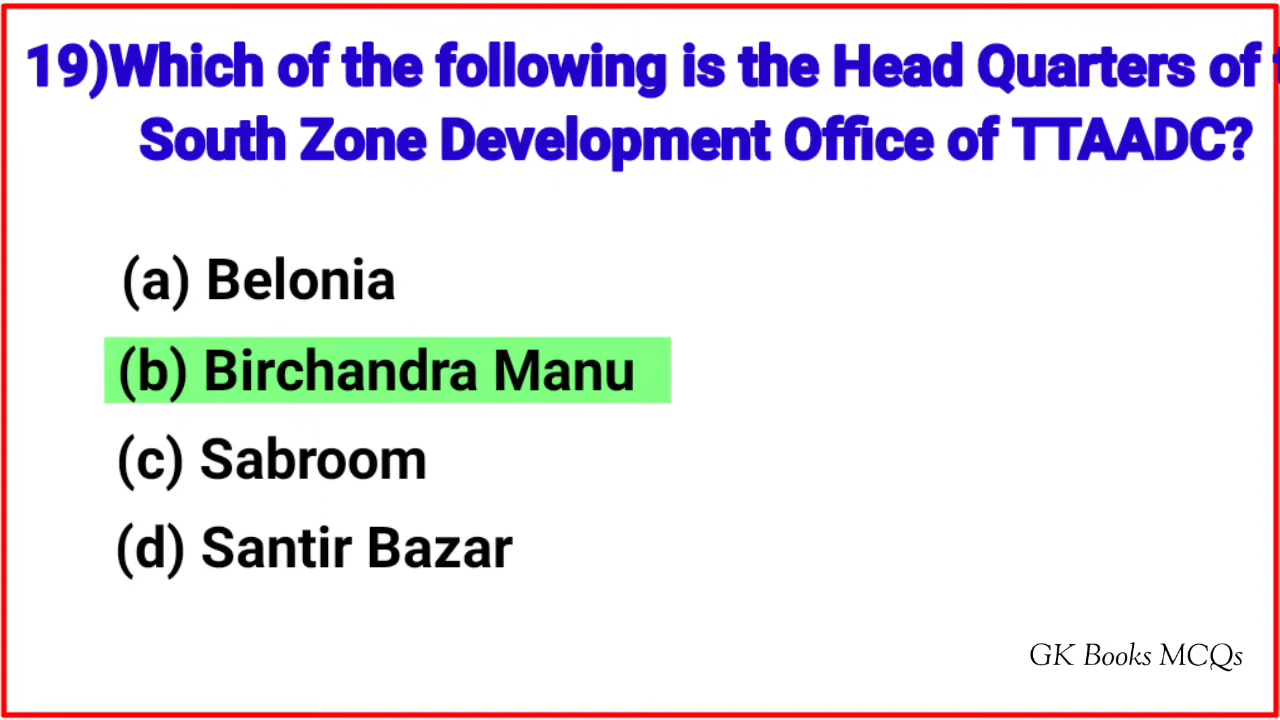 19)Which of the following is the Head Quarters of
South Zone Development Office of TTAADC?
(a) Belonia
(b) Birchandra Manu
(c) Sabroom
(d) Santir Bazar
GK Books MCQs